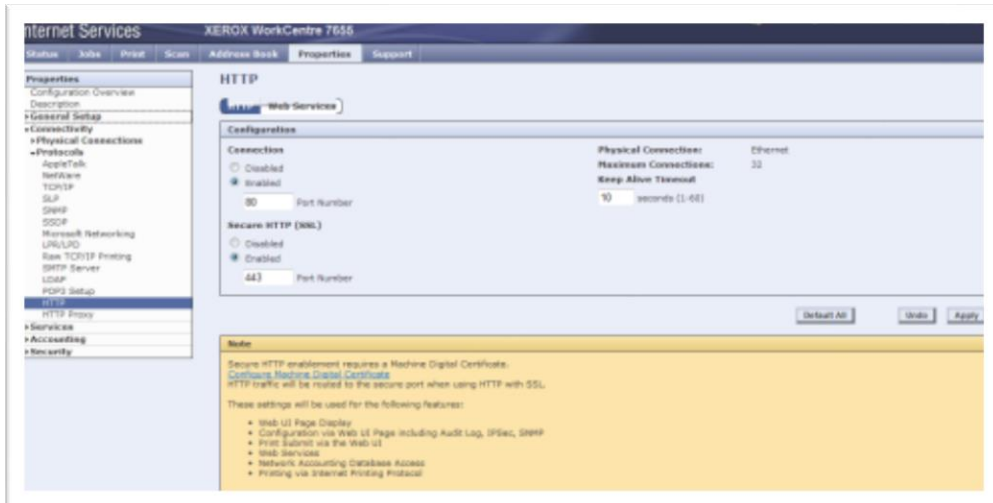 nternet Services
XEROX WorkCentre 7655
Status Jobs Print Scan Address Book Properties Support
Properties
Configuration Overview
Description
General Setup
Connectivity
Physical Connections
Protocols
AppleTalk
NetWare
TCP/IP
SLP
SNMP
SSDP
Microsoft Networking
LPR/LPD
Raw TCP/IP Printing
SMTP Server
LDAP
POP3 Setup
HTTP
HTTP Proxy
Services
Accounting
Security
HTTP
HTTP Web Services
Configuration
Connection
Disabled
Enabled
80 Port Number
Secure HTTP (SSL)
Disabled
Enabled
443 Port Number
Physical Connection: Ethernet
Maximum Connections: 32
Keep Alive Timeout
10 seconds (1-60)
Default All Undo Apply
Note
Secure HTTP enablement requires a Machine Digital Certificate.
Configure Machine Digital Certificate
HTTP traffic will be routed to the secure port when using HTTP with SSL.
These settings will be used for the following features:
• Web UI Page Display
• Configuration via Web UI Page including Audit Log, IPSec, SNMP
• Print Submit via the Web UI
• Web Services
• Network Accounting Database Access
• Printing via Internet Printing Protocol